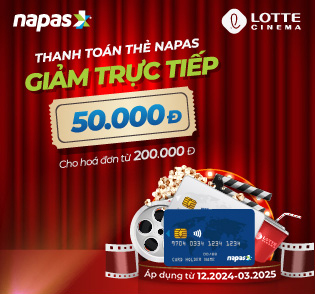 napas
LOTTE
CINEMA
THANH TOÁN THẺ NAPAS
GIẢM TRỰC TIẾP
50.000 Đ
Cho hoá đơn từ 200.000 Đ
9704 0334 1234 1234
CARD HOLDER NAME
napas
Áp dụng từ 12.2024-03.2025